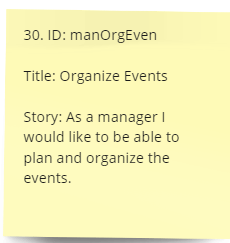 30. ID: manOrgEven
Title: Organize Events
Story: As a manager I
would like to be able to
plan and organize the
events.